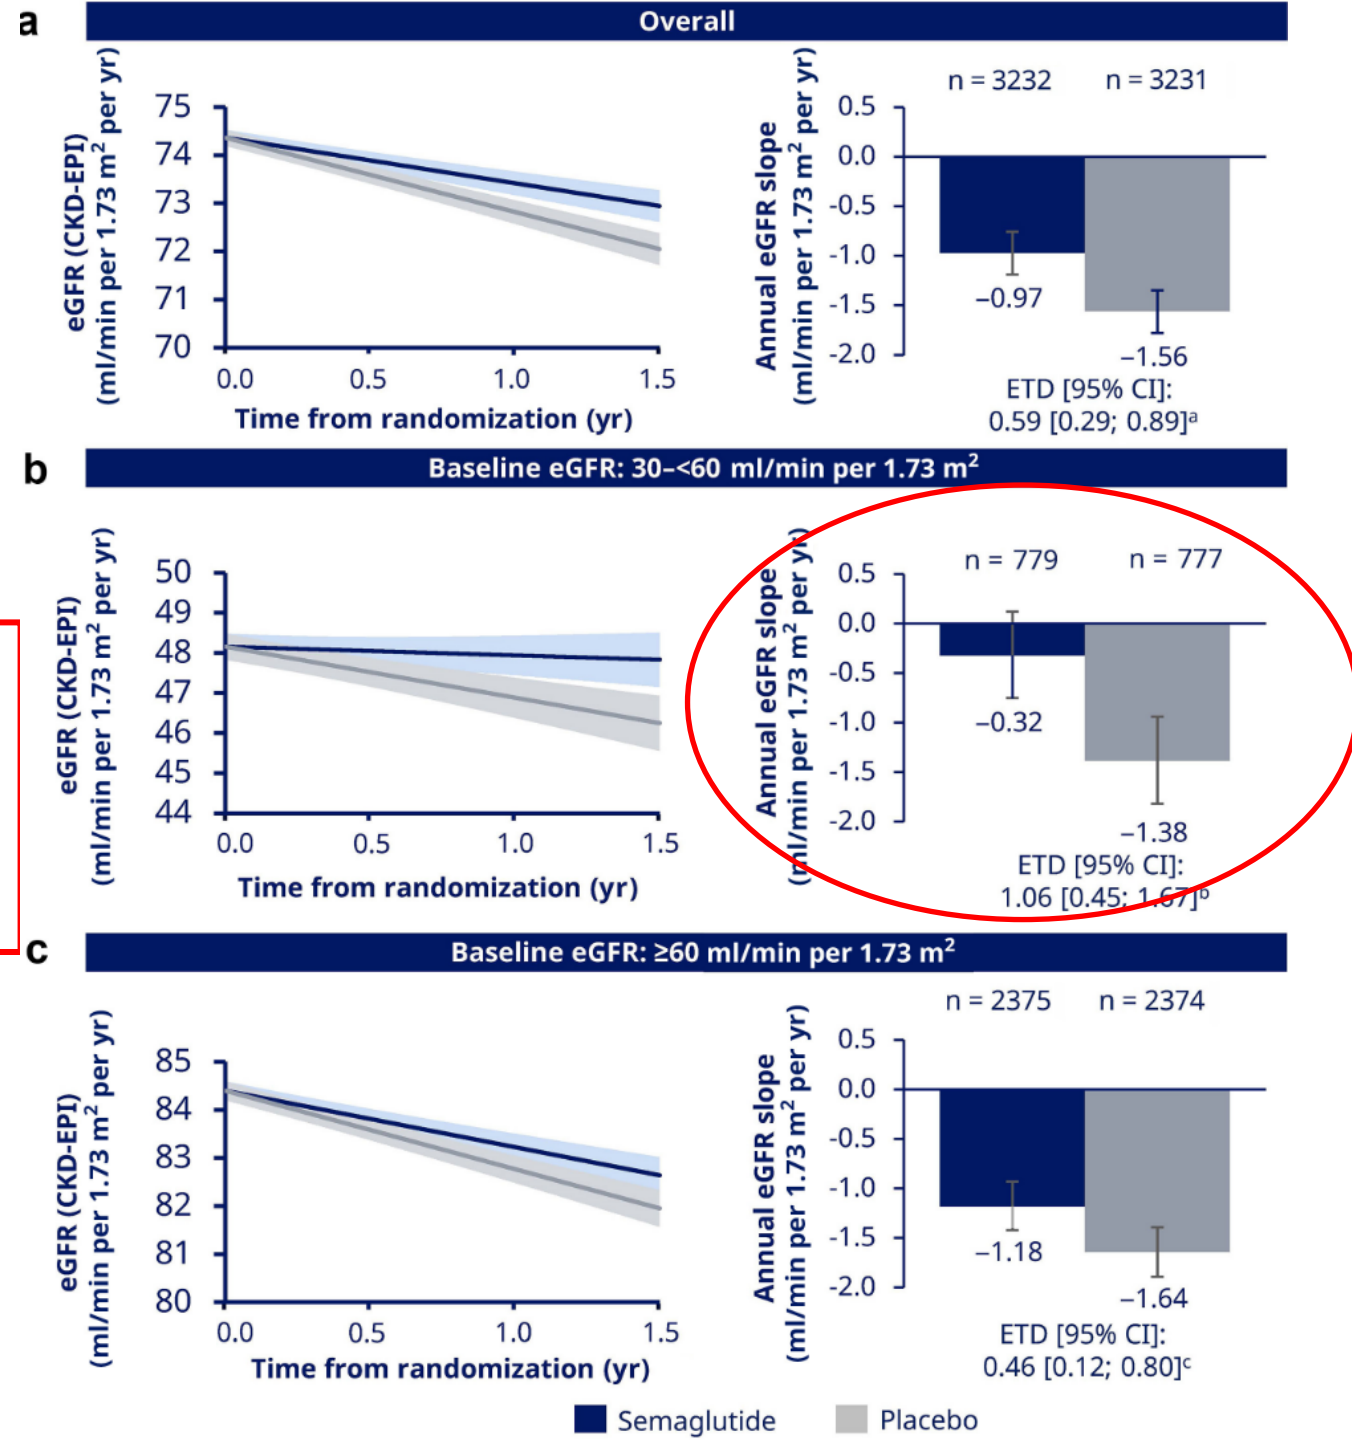 a
Overall
eGFR (CKD-EPI)
(ml/min per 1.73 m² per yr)
75
74
73
72
71
70
0.0 0.5 1.0 1.5
Time from randomization (yr)
Annual eGFR slope
(ml/min per 1.73 m² per yr)
n = 3232 n = 3231
0.5
0.0
-0.5
-1.0
-1.5
-2.0
–0.97
–1.56
ETD [95% CI]:
0.59 [0.29; 0.89]ᵃ
b
Baseline eGFR: 30–<60 ml/min per 1.73 m²
eGFR (CKD-EPI)
(ml/min per 1.73 m² per yr)
50
49
48
47
46
45
44
0.0 0.5 1.0 1.5
Time from randomization (yr)
Annual eGFR slope
(ml/min per 1.73 m² per yr)
n = 779 n = 777
0.5
0.0
-0.5
-1.0
-1.5
-2.0
–0.32
–1.38
ETD [95% CI]:
1.06 [0.45; 1.67]ᵇ
c
Baseline eGFR: ≥60 ml/min per 1.73 m²
eGFR (CKD-EPI)
(ml/min per 1.73 m² per yr)
85
84
83
82
81
80
0.0 0.5 1.0 1.5
Time from randomization (yr)
Annual eGFR slope
(ml/min per 1.73 m² per yr)
n = 2375 n = 2374
0.5
0.0
-0.5
-1.0
-1.5
-2.0
–1.18
–1.64
ETD [95% CI]:
0.46 [0.12; 0.80]ᶜ
Semaglutide Placebo